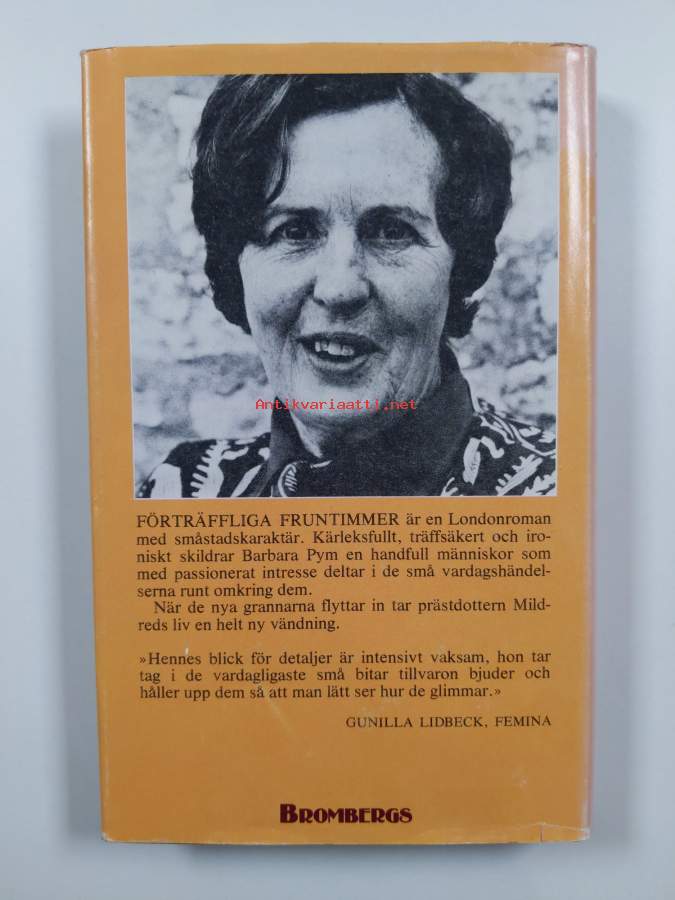 Antikvariaatti.net
FÖRTRÄFFLIGA FRUNTIMMER är en Londonroman
med småstadskaraktär. Kärleksfullt, träffsäkert och iro-
niskt skildrar Barbara Pym en handfull människor som
med passionerat intresse deltar i de små vardagshändel-
serna runt omkring dem.
När de nya grannarna flyttar in tar prästdottern Mild-
reds liv en helt ny vändning.
»Hennes blick för detaljer är intensivt vaksam, hon tar
tag i de vardagligaste små bitar tillvaron bjuder och
håller upp dem så att man lätt ser hur de glimmar.»
GUNILLA LIDBECK, FEMINA
BROMBERGS